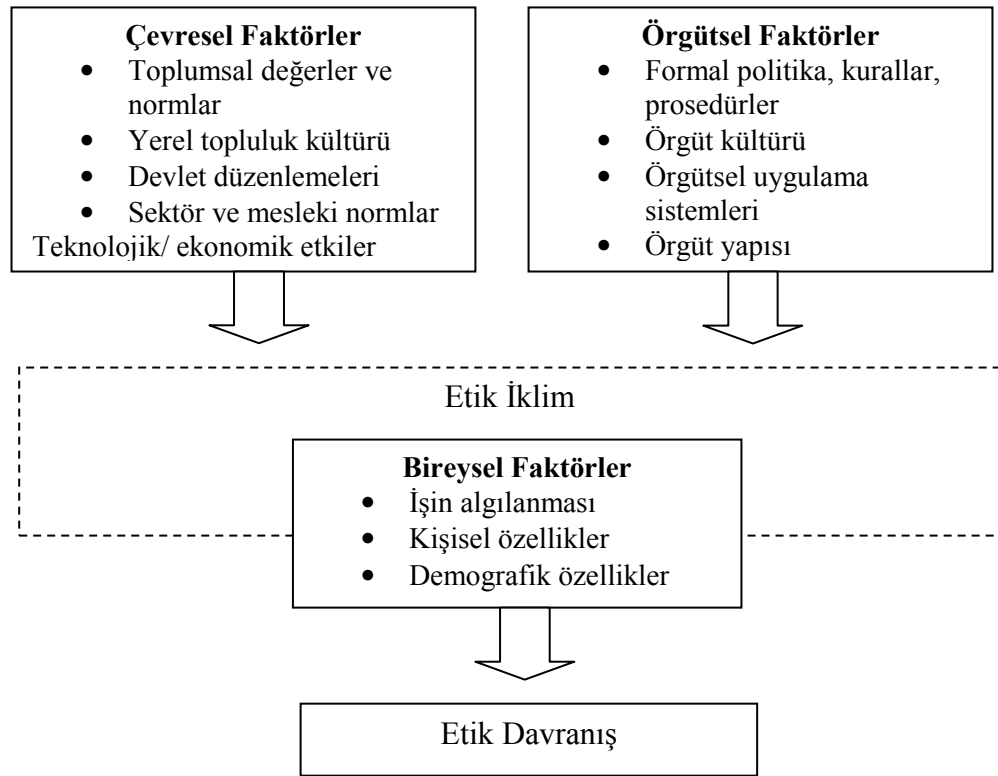 Çevresel Faktörler
• Toplumsal değerler ve
normlar
• Yerel topluluk kültürü
• Devlet düzenlemeleri
• Sektör ve mesleki normlar
Teknolojik/ ekonomik etkiler
Örgütsel Faktörler
• Formal politika, kurallar,
prosedürler
• Örgüt kültürü
• Örgütsel uygulama
sistemleri
• Örgüt yapısı
Etik İklim
Bireysel Faktörler
• İşin algılanması
• Kişisel özellikler
• Demografik özellikler
Etik Davranış